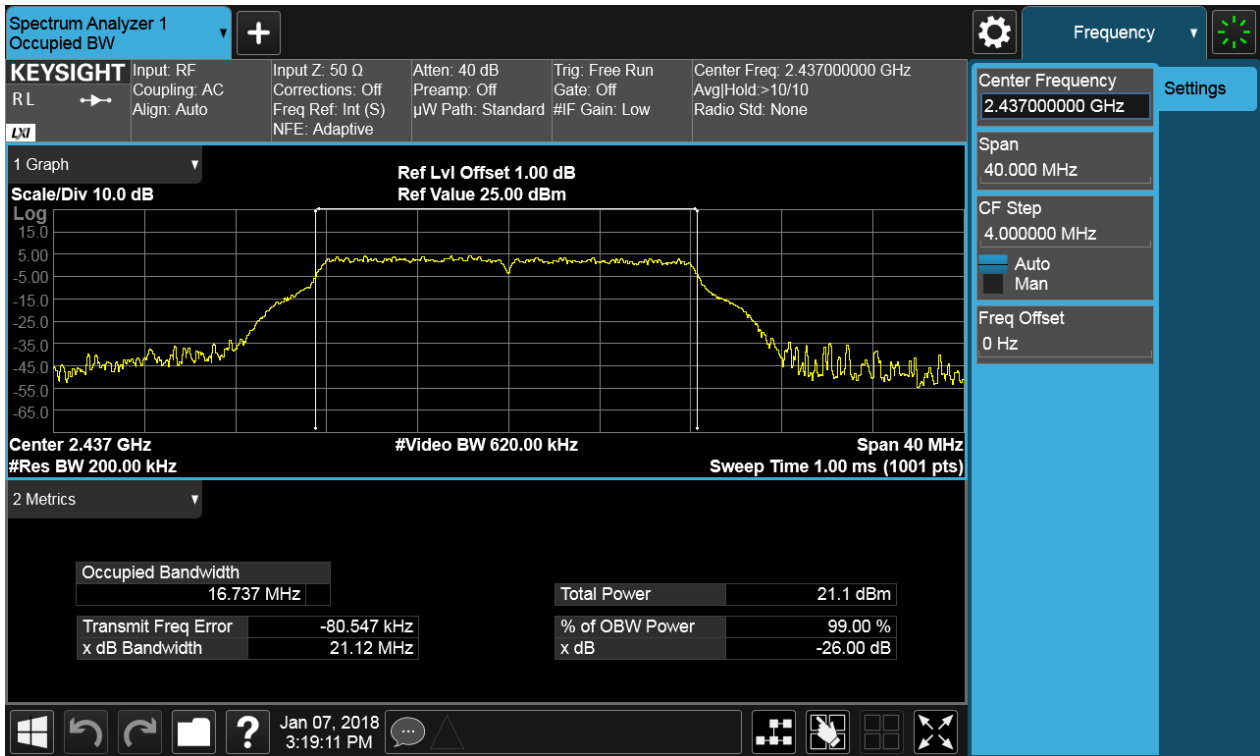 Spectrum Analyzer 1
Occupied BW
+
Frequency
KEYSIGHT
R L
LXI
Input: RF
Coupling: AC
Align: Auto
Input Z: 50 Ω
Corrections: Off
Freq Ref: Int (S)
NFE: Adaptive
Atten: 40 dB
Preamp: Off
µW Path: Standard
Trig: Free Run
Gate: Off
#IF Gain: Low
Center Freq: 2.437000000 GHz
Avg|Hold:>10/10
Radio Std: None
Center Frequency
2.437000000 GHz
Settings
Span
40.000 MHz
CF Step
4.000000 MHz
Auto
Man
Freq Offset
0 Hz
1 Graph
Ref Lvl Offset 1.00 dB
Scale/Div 10.0 dB
Ref Value 25.00 dBm
Log
15.0
5.00
-5.00
-15.0
-25.0
-35.0
-45.0
-55.0
-65.0
Center 2.437 GHz
#Video BW 620.00 kHz
Span 40 MHz
#Res BW 200.00 kHz
Sweep Time 1.00 ms (1001 pts)
2 Metrics
Occupied Bandwidth
16.737 MHz
Total Power 21.1 dBm
Transmit Freq Error -80.547 kHz
% of OBW Power 99.00 %
x dB Bandwidth 21.12 MHz
x dB -26.00 dB
?
Jan 07, 2018
3:19:11 PM